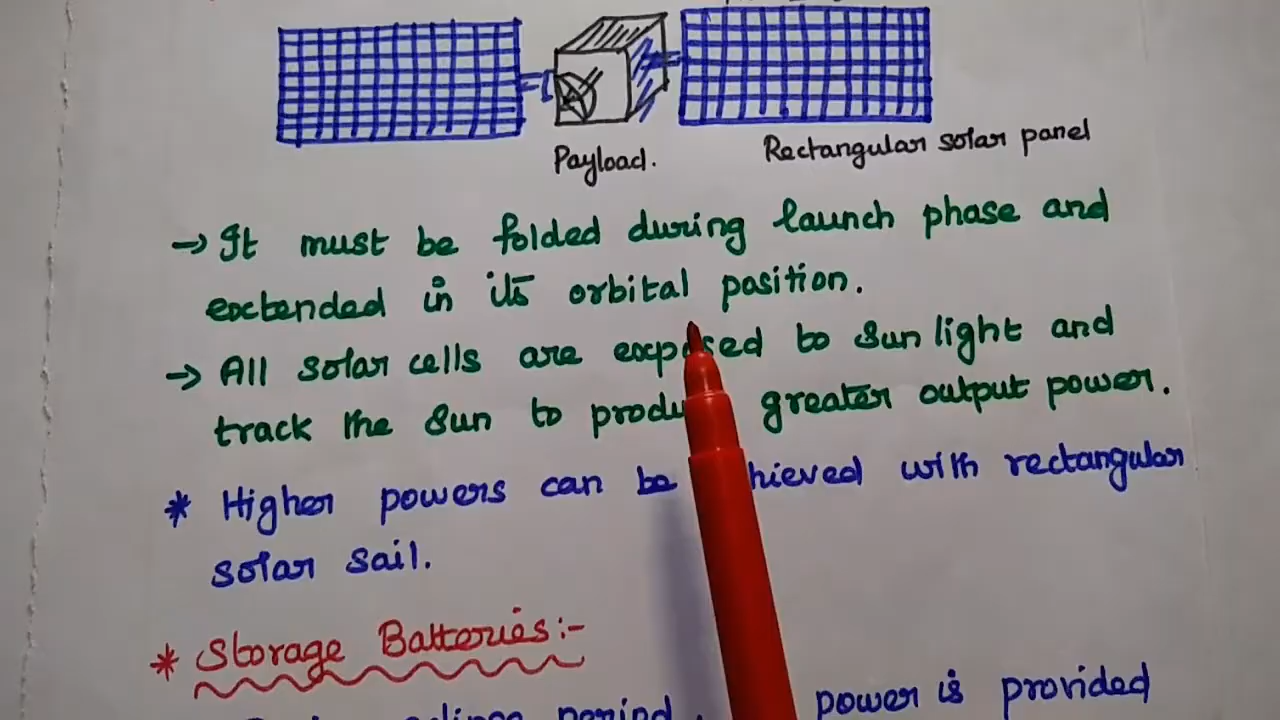 Payload.
Rectangular solar panel
→ It must be folded during launch phase and
extended in its orbital position.
→ All solar cells are exposed to Sun light and
track the Sun to produ greater output power.
* Higher powers can be hieved with rectangular
solar sail.
* Storage Batteries:-
eclipse period, power is provided